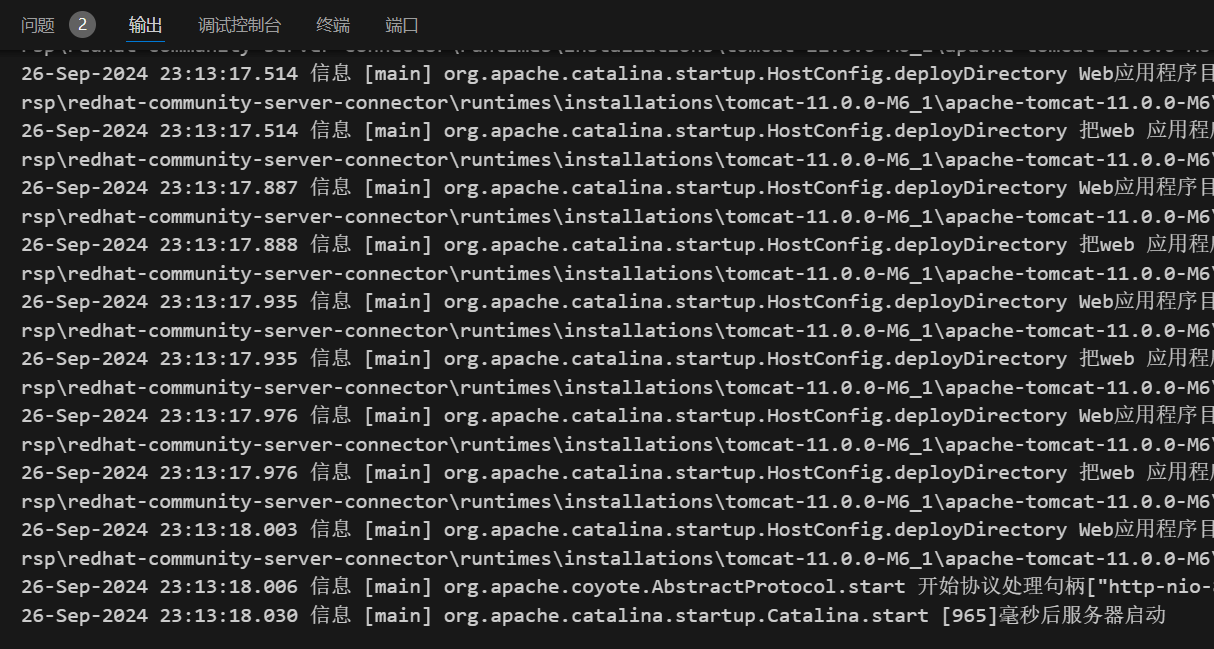 问题 2 输出 调试控制台 终端 端口
rsp\redhat-community-server-connector\runtimes\installations\tomcat-11.0.0-M6_1\apache-tomcat-11.0.0-M6
26-Sep-2024 23:13:17.514 信息 [main] org.apache.catalina.startup.HostConfig.deployDirectory Web应用程序目
rsp\redhat-community-server-connector\runtimes\installations\tomcat-11.0.0-M6_1\apache-tomcat-11.0.0-M6\
26-Sep-2024 23:13:17.514 信息 [main] org.apache.catalina.startup.HostConfig.deployDirectory 把web 应用程序
rsp\redhat-community-server-connector\runtimes\installations\tomcat-11.0.0-M6_1\apache-tomcat-11.0.0-M6\
26-Sep-2024 23:13:17.887 信息 [main] org.apache.catalina.startup.HostConfig.deployDirectory Web应用程序目
rsp\redhat-community-server-connector\runtimes\installations\tomcat-11.0.0-M6_1\apache-tomcat-11.0.0-M6\
26-Sep-2024 23:13:17.888 信息 [main] org.apache.catalina.startup.HostConfig.deployDirectory 把web 应用程序
rsp\redhat-community-server-connector\runtimes\installations\tomcat-11.0.0-M6_1\apache-tomcat-11.0.0-M6\
26-Sep-2024 23:13:17.935 信息 [main] org.apache.catalina.startup.HostConfig.deployDirectory Web应用程序目
rsp\redhat-community-server-connector\runtimes\installations\tomcat-11.0.0-M6_1\apache-tomcat-11.0.0-M6\
26-Sep-2024 23:13:17.935 信息 [main] org.apache.catalina.startup.HostConfig.deployDirectory 把web 应用程序
rsp\redhat-community-server-connector\runtimes\installations\tomcat-11.0.0-M6_1\apache-tomcat-11.0.0-M6\
26-Sep-2024 23:13:17.976 信息 [main] org.apache.catalina.startup.HostConfig.deployDirectory Web应用程序目
rsp\redhat-community-server-connector\runtimes\installations\tomcat-11.0.0-M6_1\apache-tomcat-11.0.0-M6\
26-Sep-2024 23:13:17.976 信息 [main] org.apache.catalina.startup.HostConfig.deployDirectory 把web 应用程序
rsp\redhat-community-server-connector\runtimes\installations\tomcat-11.0.0-M6_1\apache-tomcat-11.0.0-M6\
26-Sep-2024 23:13:18.003 信息 [main] org.apache.catalina.startup.HostConfig.deployDirectory Web应用程序目
rsp\redhat-community-server-connector\runtimes\installations\tomcat-11.0.0-M6_1\apache-tomcat-11.0.0-M6\
26-Sep-2024 23:13:18.006 信息 [main] org.apache.coyote.AbstractProtocol.start 开始协议处理句柄["http-nio-
26-Sep-2024 23:13:18.030 信息 [main] org.apache.catalina.startup.Catalina.start [965]毫秒后服务器启动